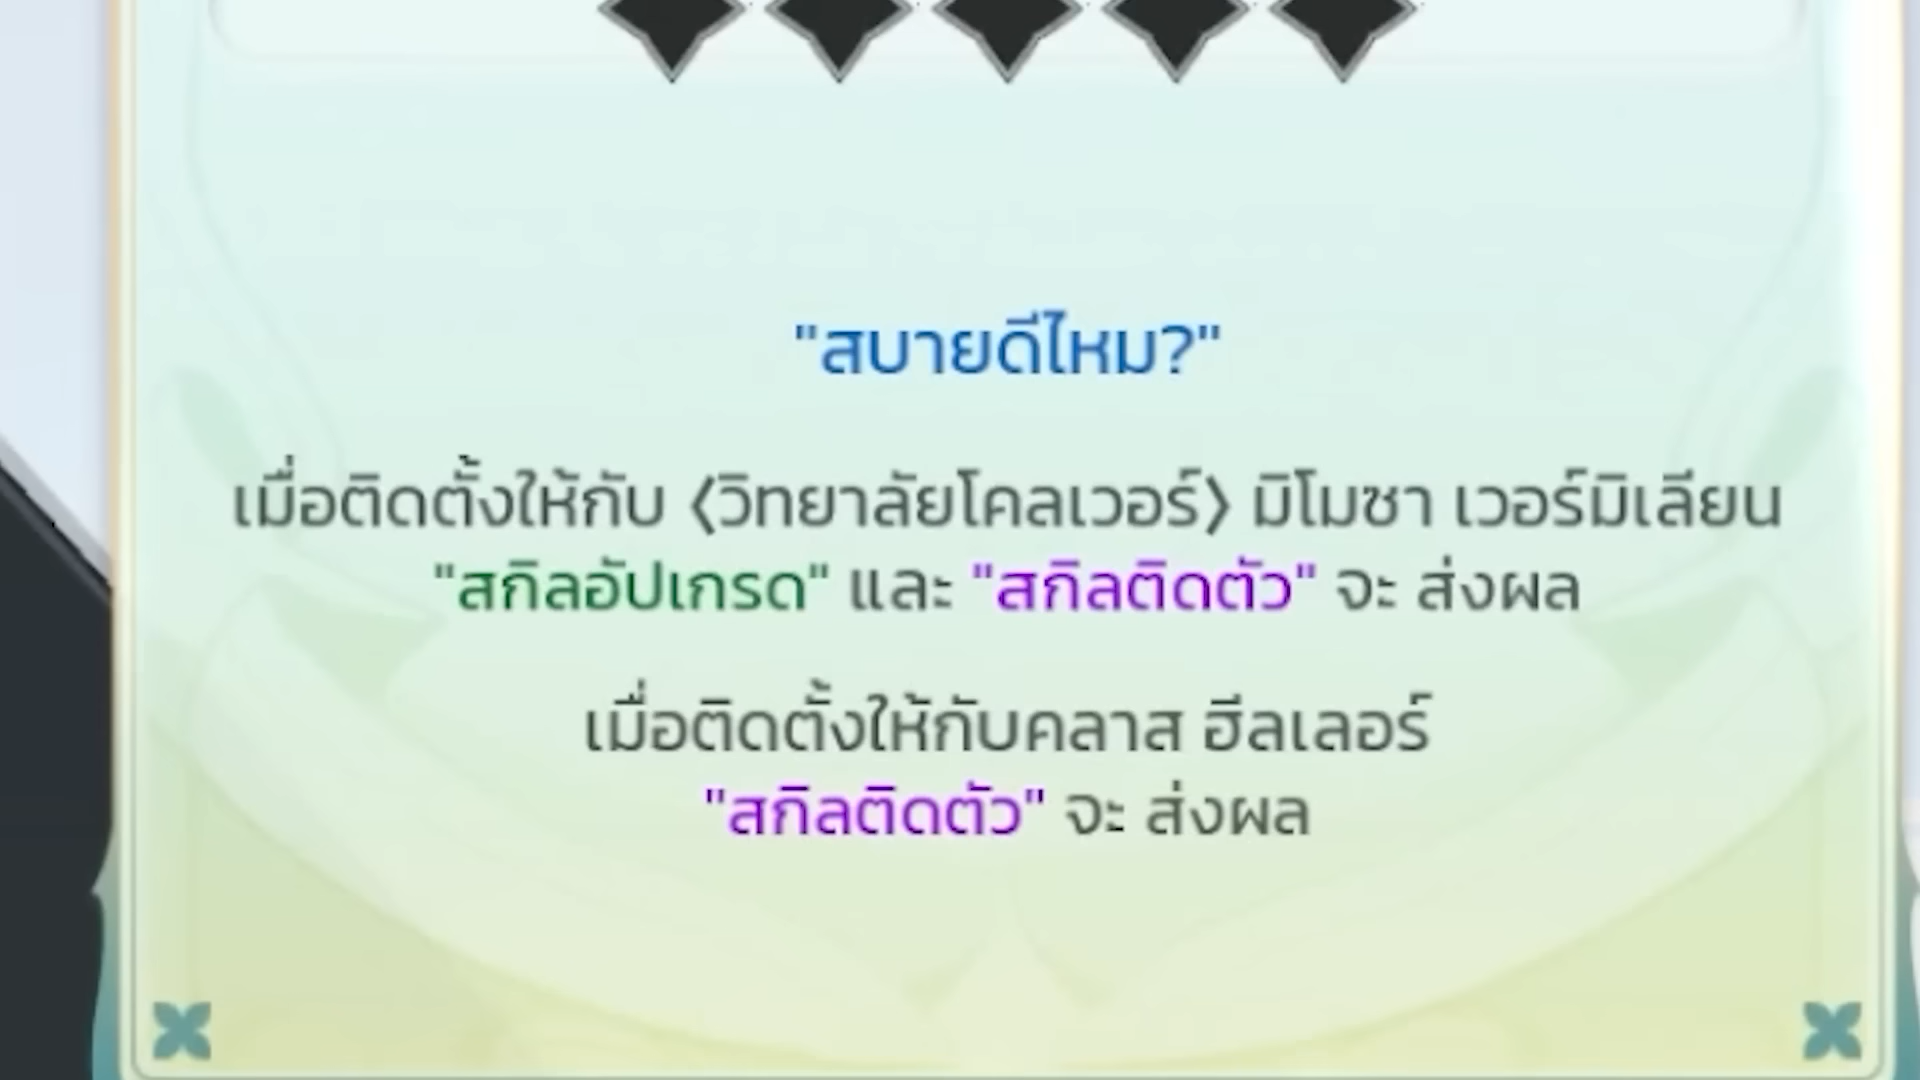 "สบายดีไหม?"
เมื่อติดตั้งให้กับ 〈วิทยาลัยโคลเวอร์〉 มิโมซา เวอร์มิเลียน
"สกิลอัปเกรด" และ "สกิลติดตัว" จะ ส่งผล
เมื่อติดตั้งให้กับคลาส ฮีลเลอร์
"สกิลติดตัว" จะ ส่งผล